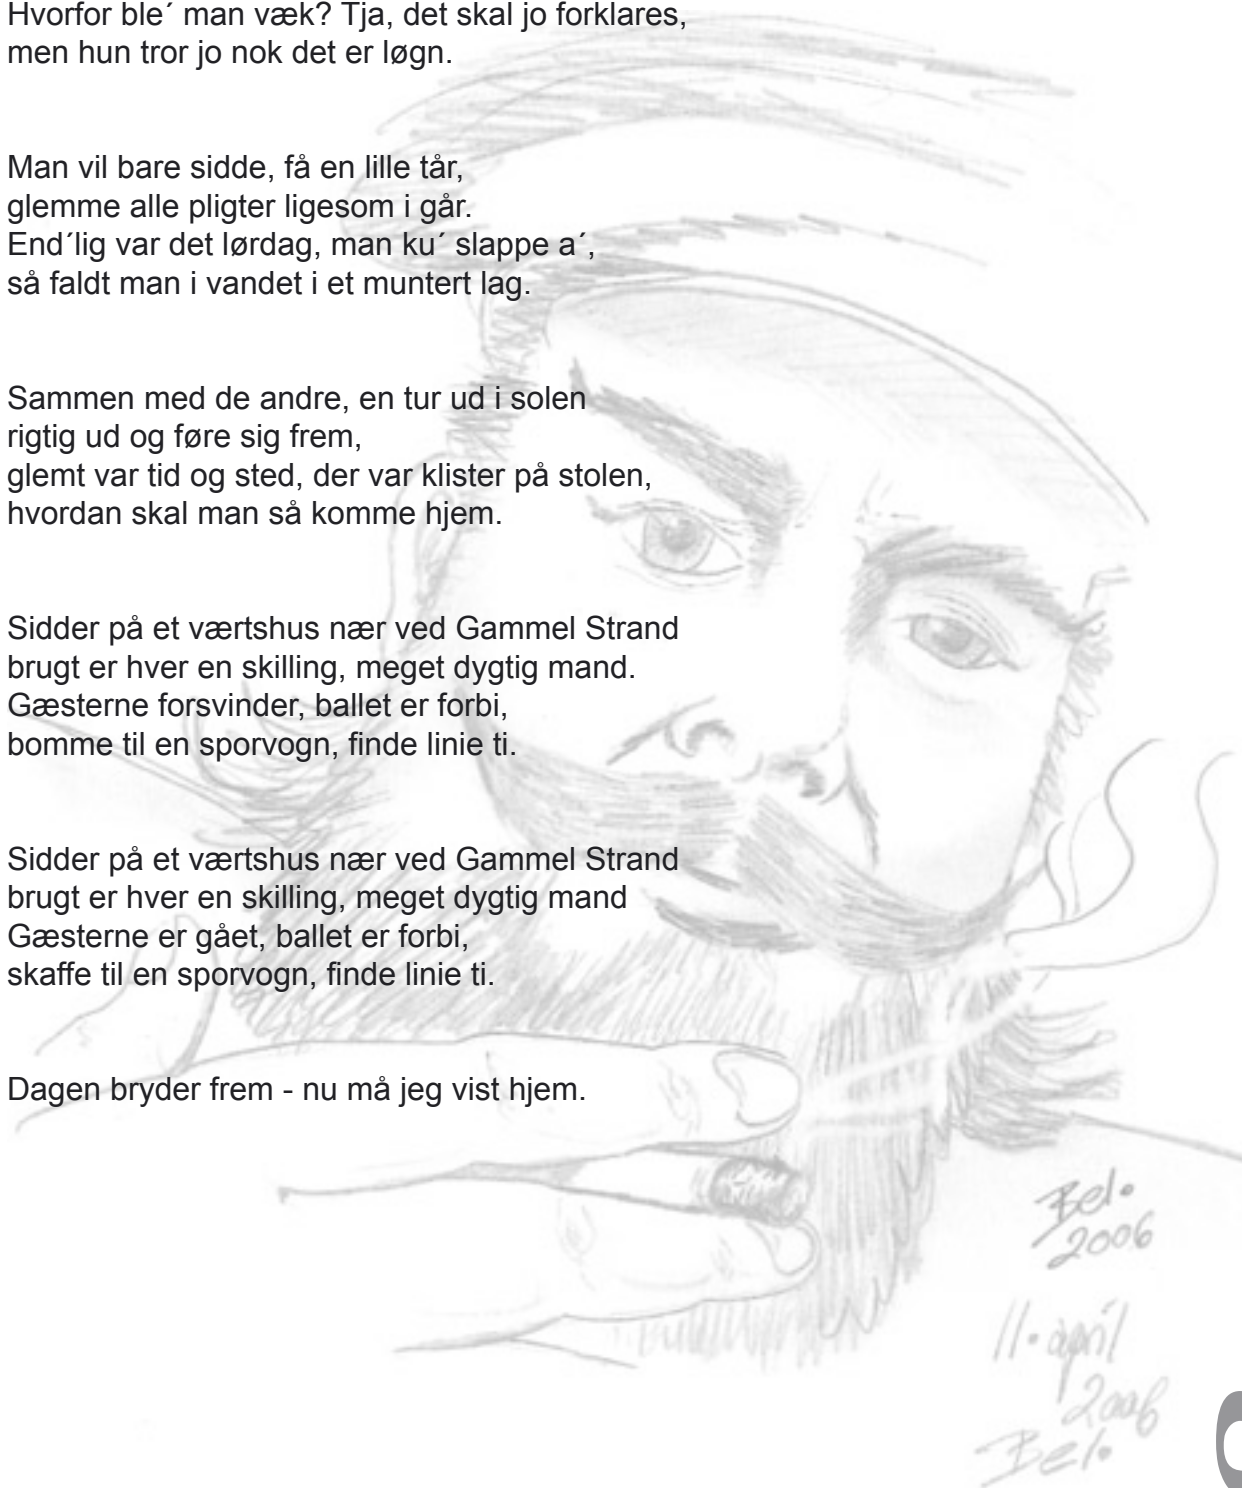 Hvorfor ble´ man væk? Tja, det skal jo forklares,
men hun tror jo nok det er løgn.
Man vil bare sidde, få en lille tår,
glemme alle pligter ligesom i går.
End´lig var det lørdag, man ku´ slappe a´,
så faldt man i vandet i et muntert lag.
Sammen med de andre, en tur ud i solen
rigtig ud og føre sig frem,
glemt var tid og sted, der var klister på stolen,
hvordan skal man så komme hjem.
Sidder på et værtshus nær ved Gammel Strand
brugt er hver en skilling, meget dygtig mand.
Gæsterne forsvinder, ballet er forbi,
bomme til en sporvogn, finde linie ti.
Sidder på et værtshus nær ved Gammel Strand
brugt er hver en skilling, meget dygtig mand
Gæsterne er gået, ballet er forbi,
skaffe til en sporvogn, finde linie ti.
Dagen bryder frem - nu må jeg vist hjem.
Bel.
2006
11. april
2006
Bel.